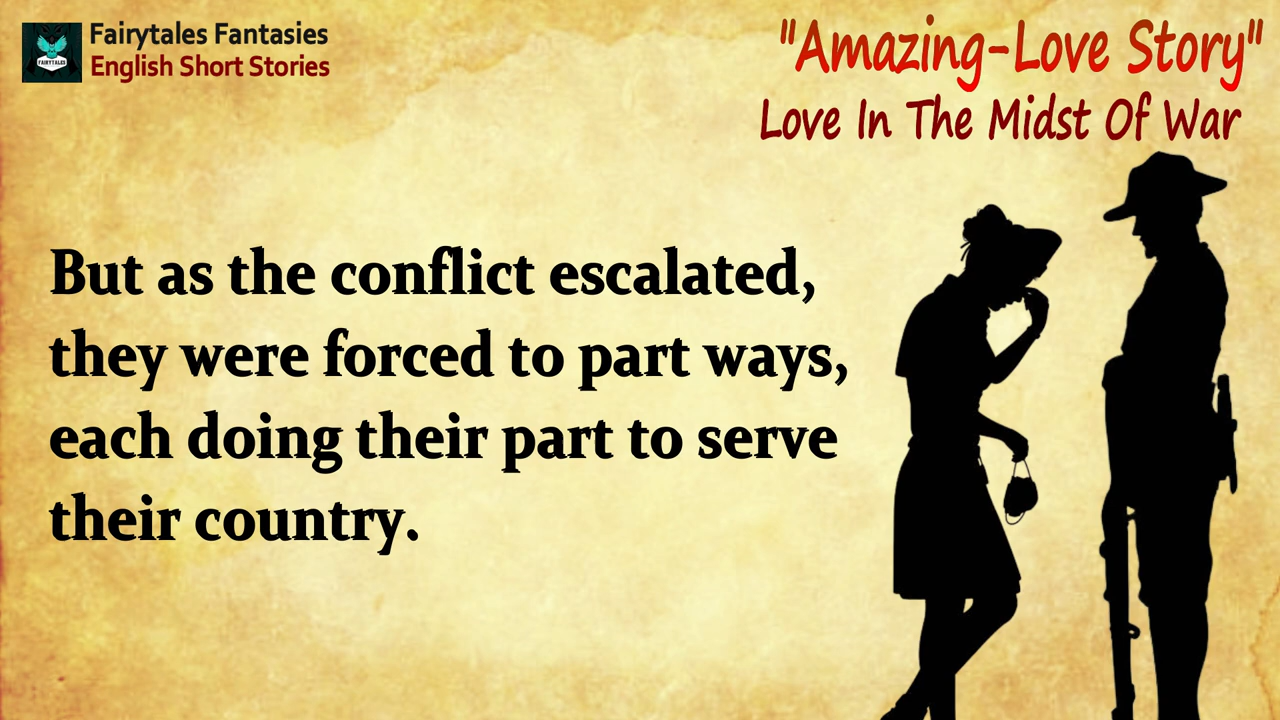 Fairytales Fantasies
English Short Stories
FAIRYTALES
"Amazing-Love Story"
Love In The Midst Of War
But as the conflict escalated,
they were forced to part ways,
each doing their part to serve
their country.